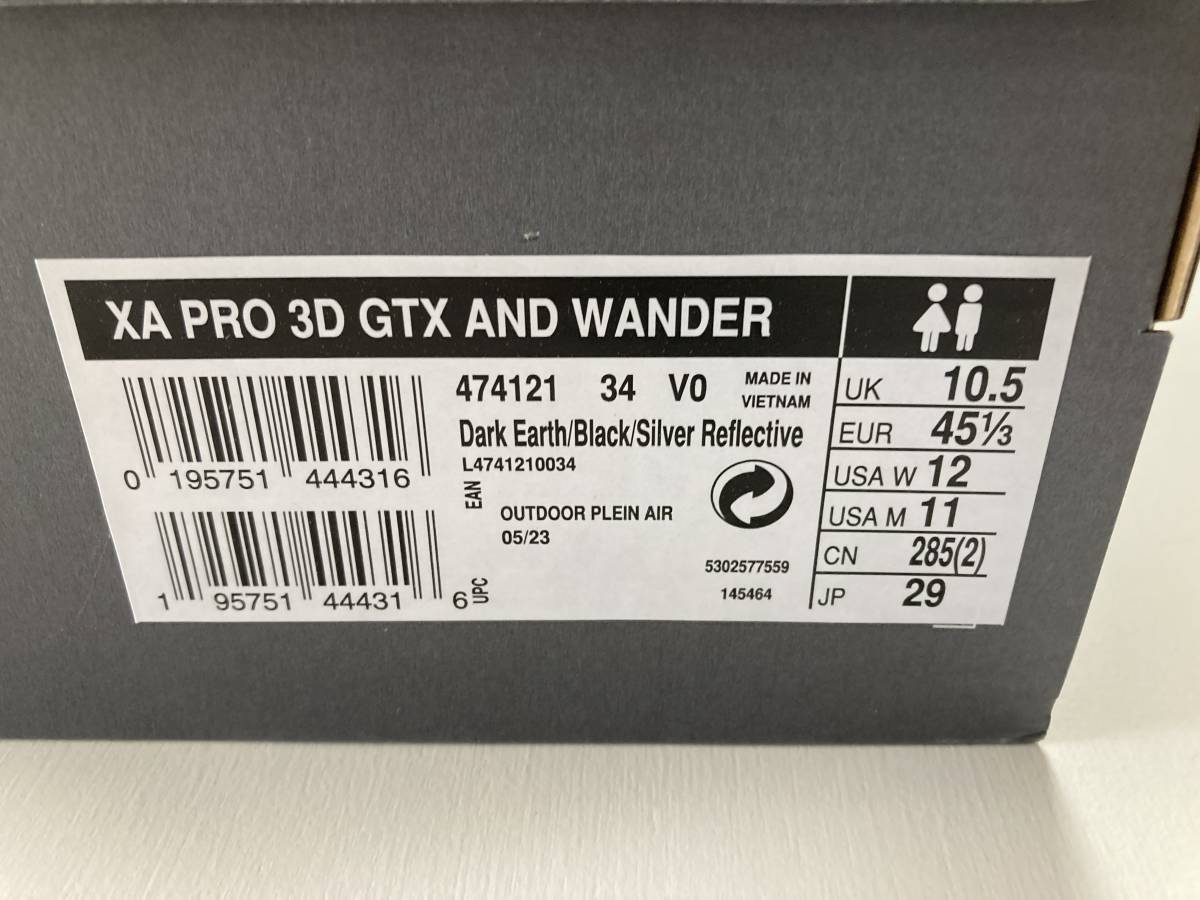 XA PRO 3D GTX AND WANDER
474121 34 V0 MADE IN VIETNAM
Dark Earth/Black/Silver Reflective
L4741210034
0 195751 444316
EAN
OUTDOOR PLEIN AIR
05/23
5302577559
145464
1 95751 44431 6
UPC
UK 10.5
EUR 45⅓
USA W 12
USA M 11
CN 285(2)
JP 29